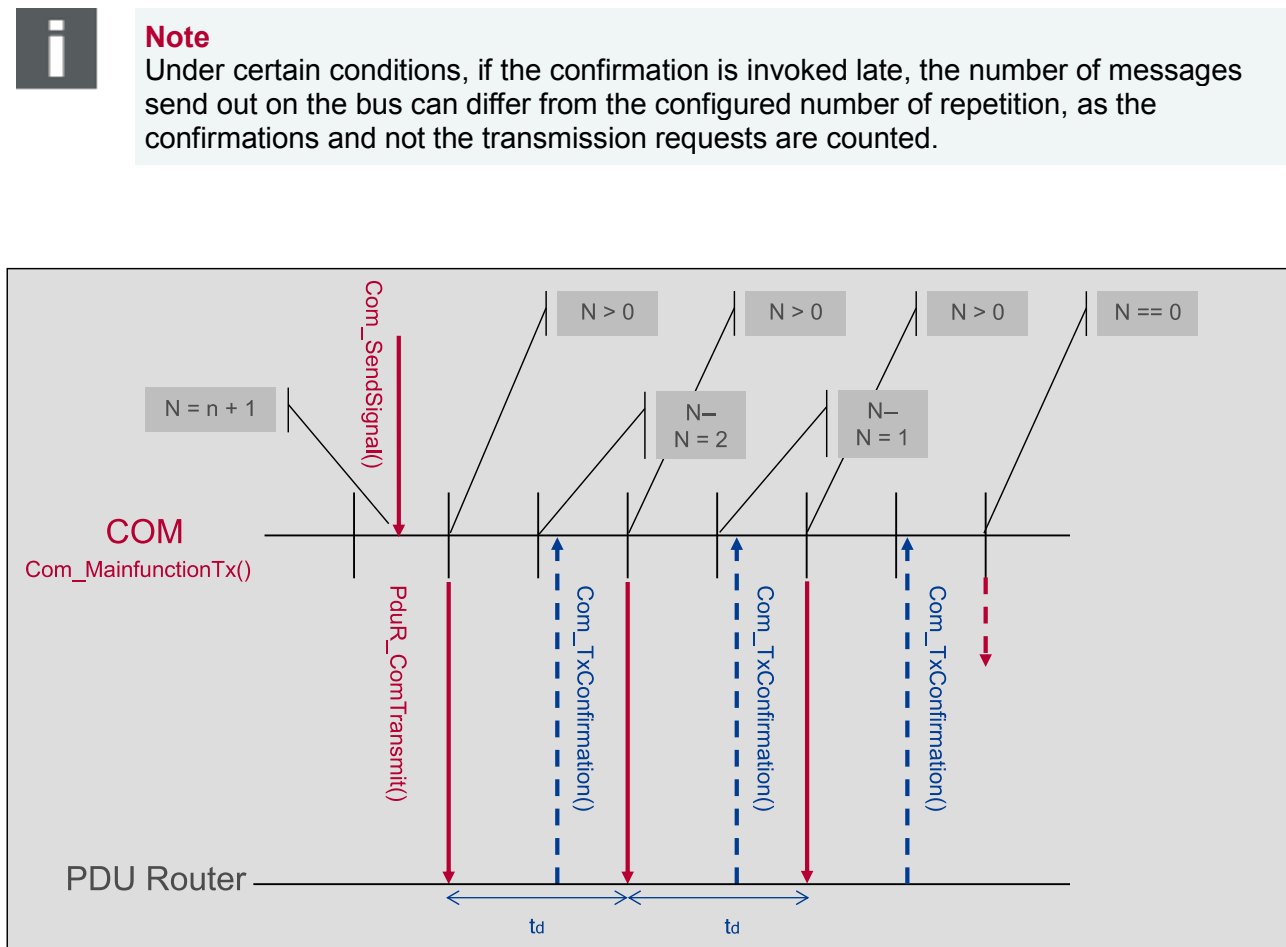 i
Note
Under certain conditions, if the confirmation is invoked late, the number of messages
send out on the bus can differ from the configured number of repetition, as the
confirmations and not the transmission requests are counted.
Com_SendSignal()
N > 0
N > 0
N > 0
N == 0
N = n + 1
N–
N = 2
N–
N = 1
COM
Com_MainfunctionTx()
PduR_ComTransmit()
Com_TxConfirmation()
Com_TxConfirmation()
Com_TxConfirmation()
PDU Router
td
td